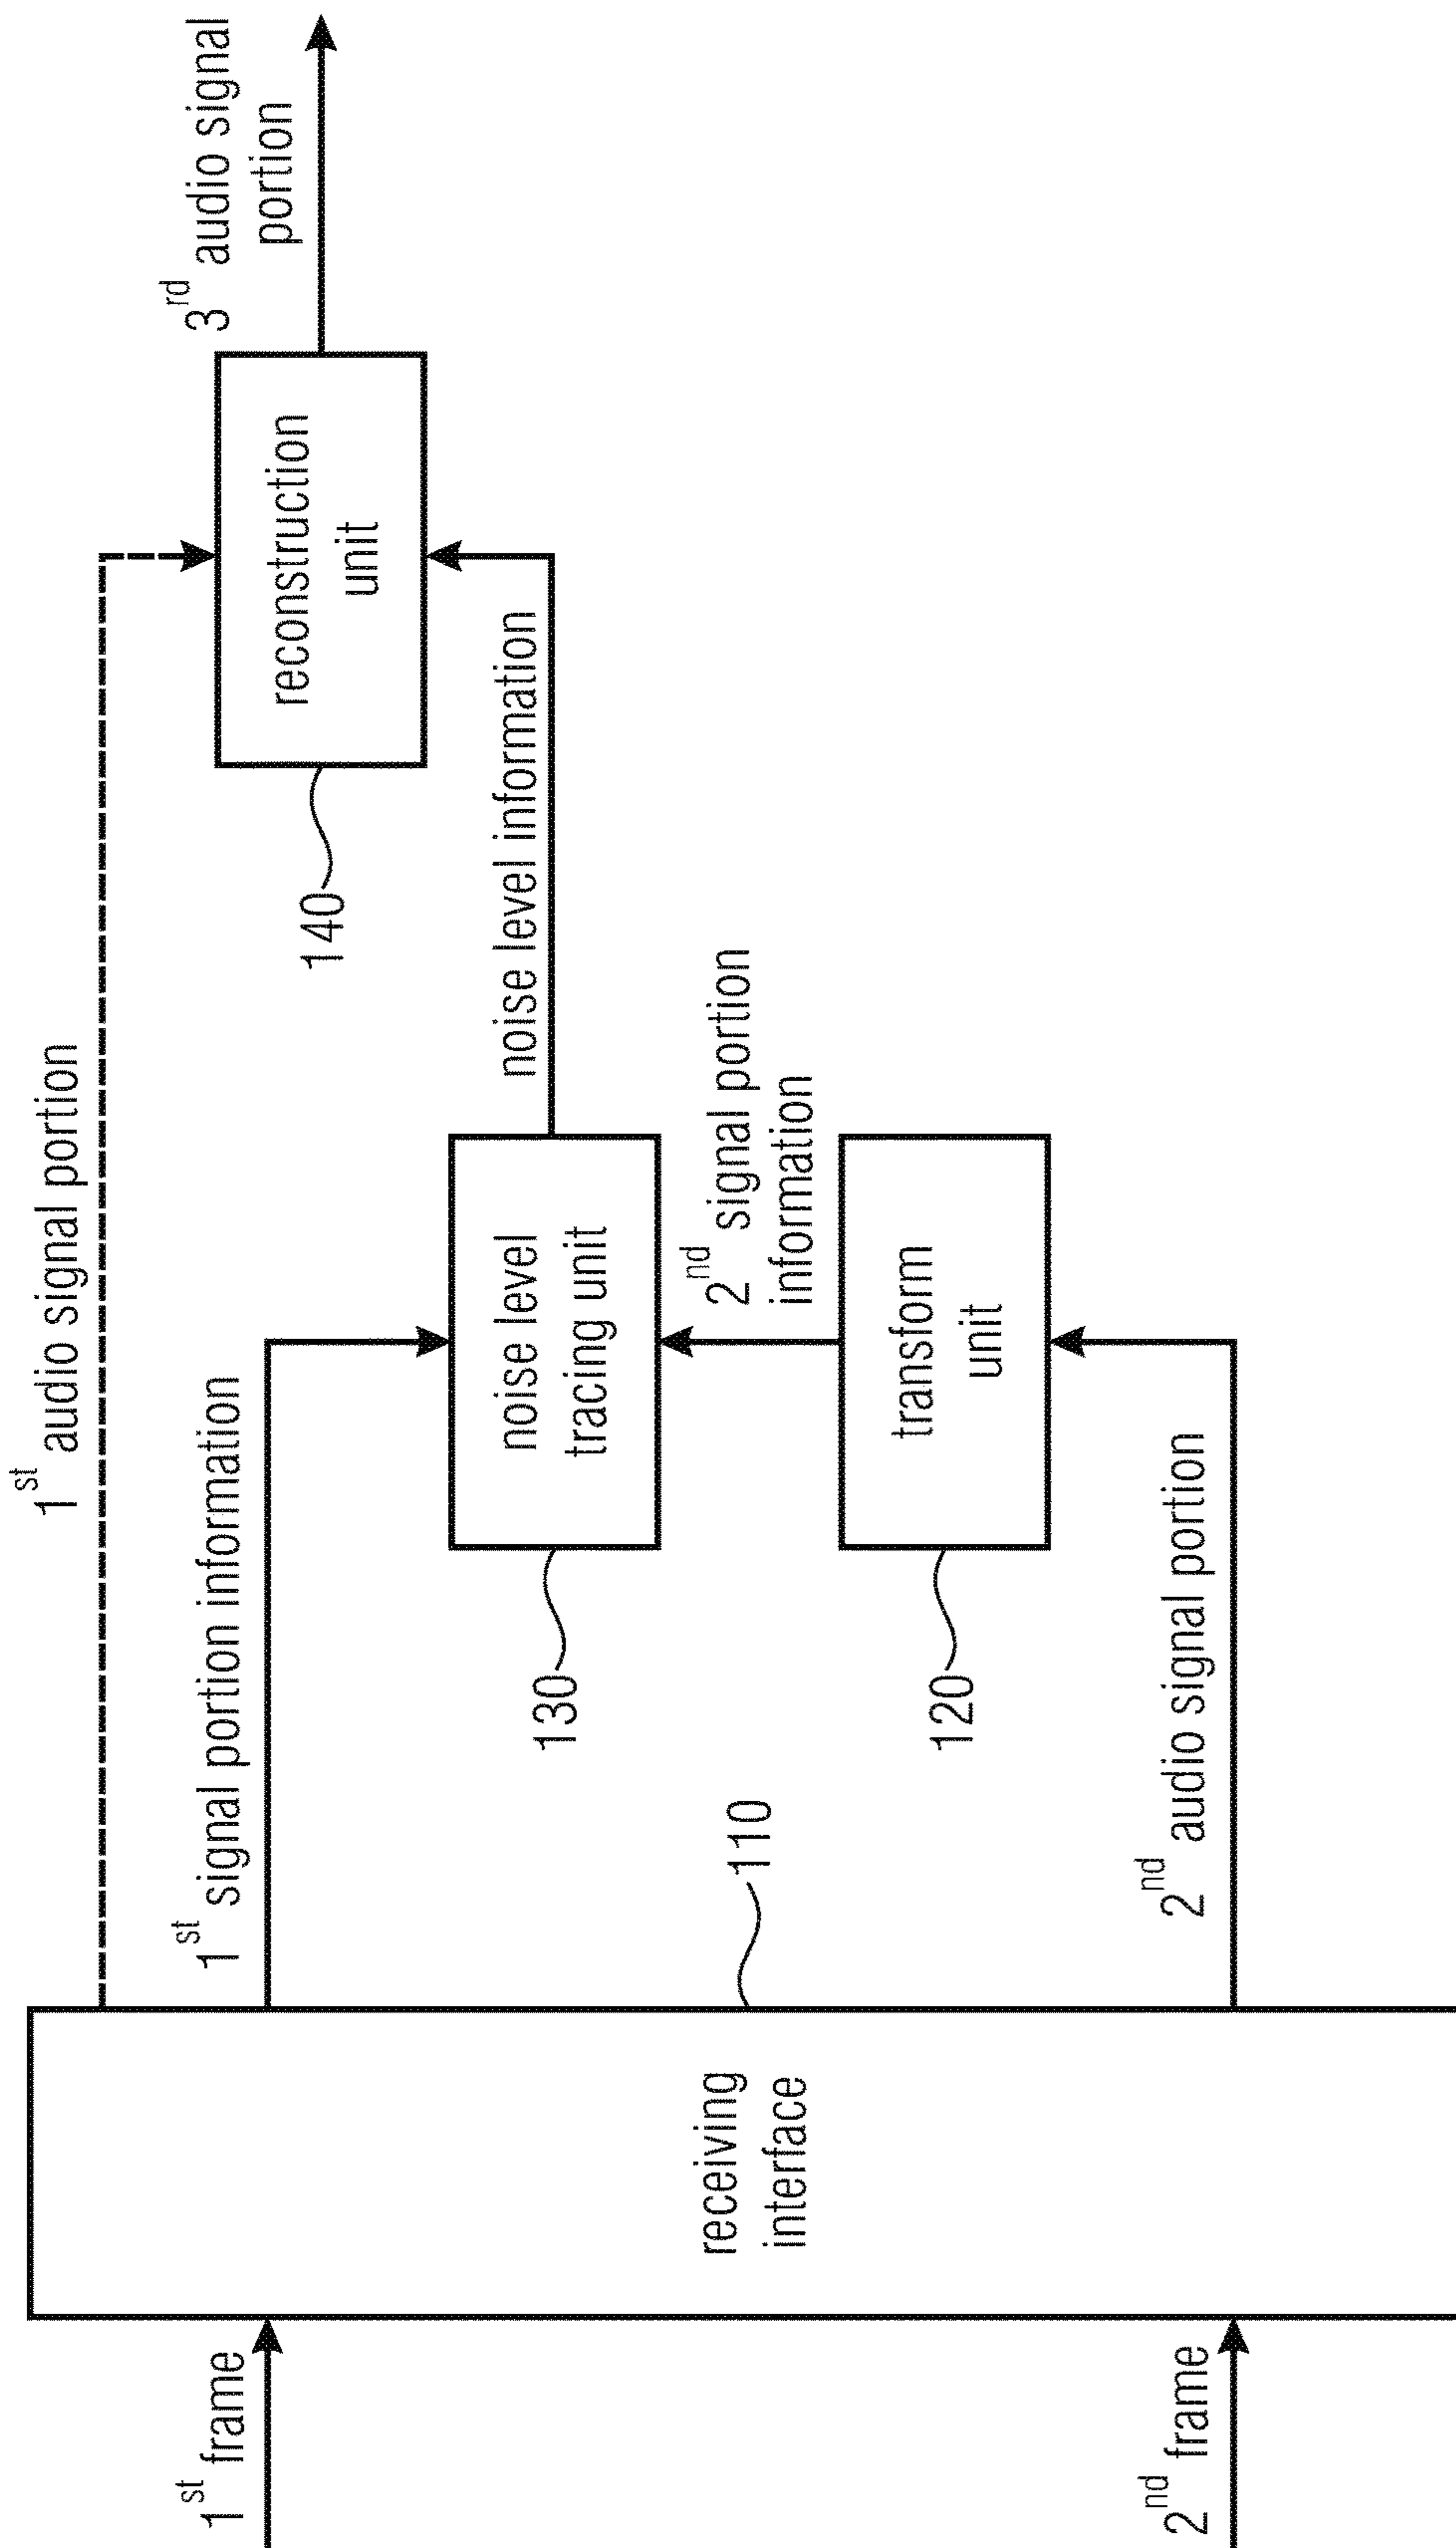 1st audio signal portion
1st signal portion information
3rd audio signal
portion
reconstruction
unit
140
noise level information
1st frame
noise level
tracing unit
130
2nd signal portion
information
receiving
interface
110
transform
unit
120
2nd audio signal portion
2nd frame